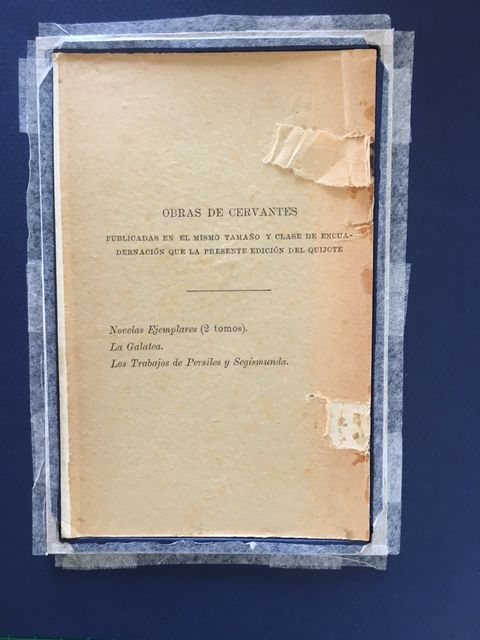 OBRAS DE CERVANTES
PUBLICADAS EN EL MISMO TAMAÑO Y CLASE DE ENCUA-
DERNACIÓN QUE LA PRESENTE EDICIÓN DEL QUIJOTE
Novelas Ejemplares (2 tomos).
La Galatea.
Los Trabajos de Persiles y Segismunda.